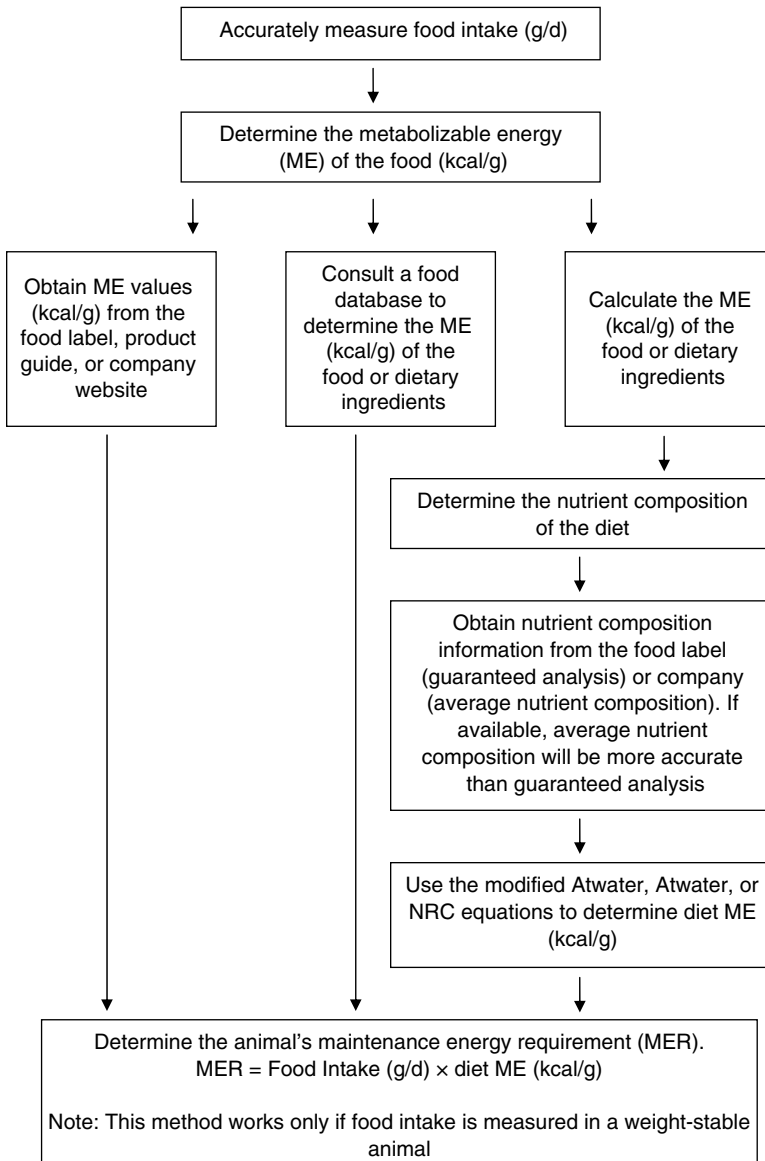 Accurately measure food intake (g/d)
Determine the metabolizable energy
(ME) of the food (kcal/g)
Obtain ME values
(kcal/g) from the
food label, product
guide, or company
website
Consult a food
database to
determine the ME
(kcal/g) of the
food or dietary
ingredients
Calculate the ME
(kcal/g) of the
food or dietary
ingredients
Determine the nutrient composition
of the diet
Obtain nutrient composition
information from the food label
(guaranteed analysis) or company
(average nutrient composition). If
available, average nutrient
composition will be more accurate
than guaranteed analysis
Use the modified Atwater, Atwater, or
NRC equations to determine diet ME
(kcal/g)
Determine the animal’s maintenance energy requirement (MER).
MER = Food Intake (g/d) × diet ME (kcal/g)
Note: This method works only if food intake is measured in a weight-stable
animal